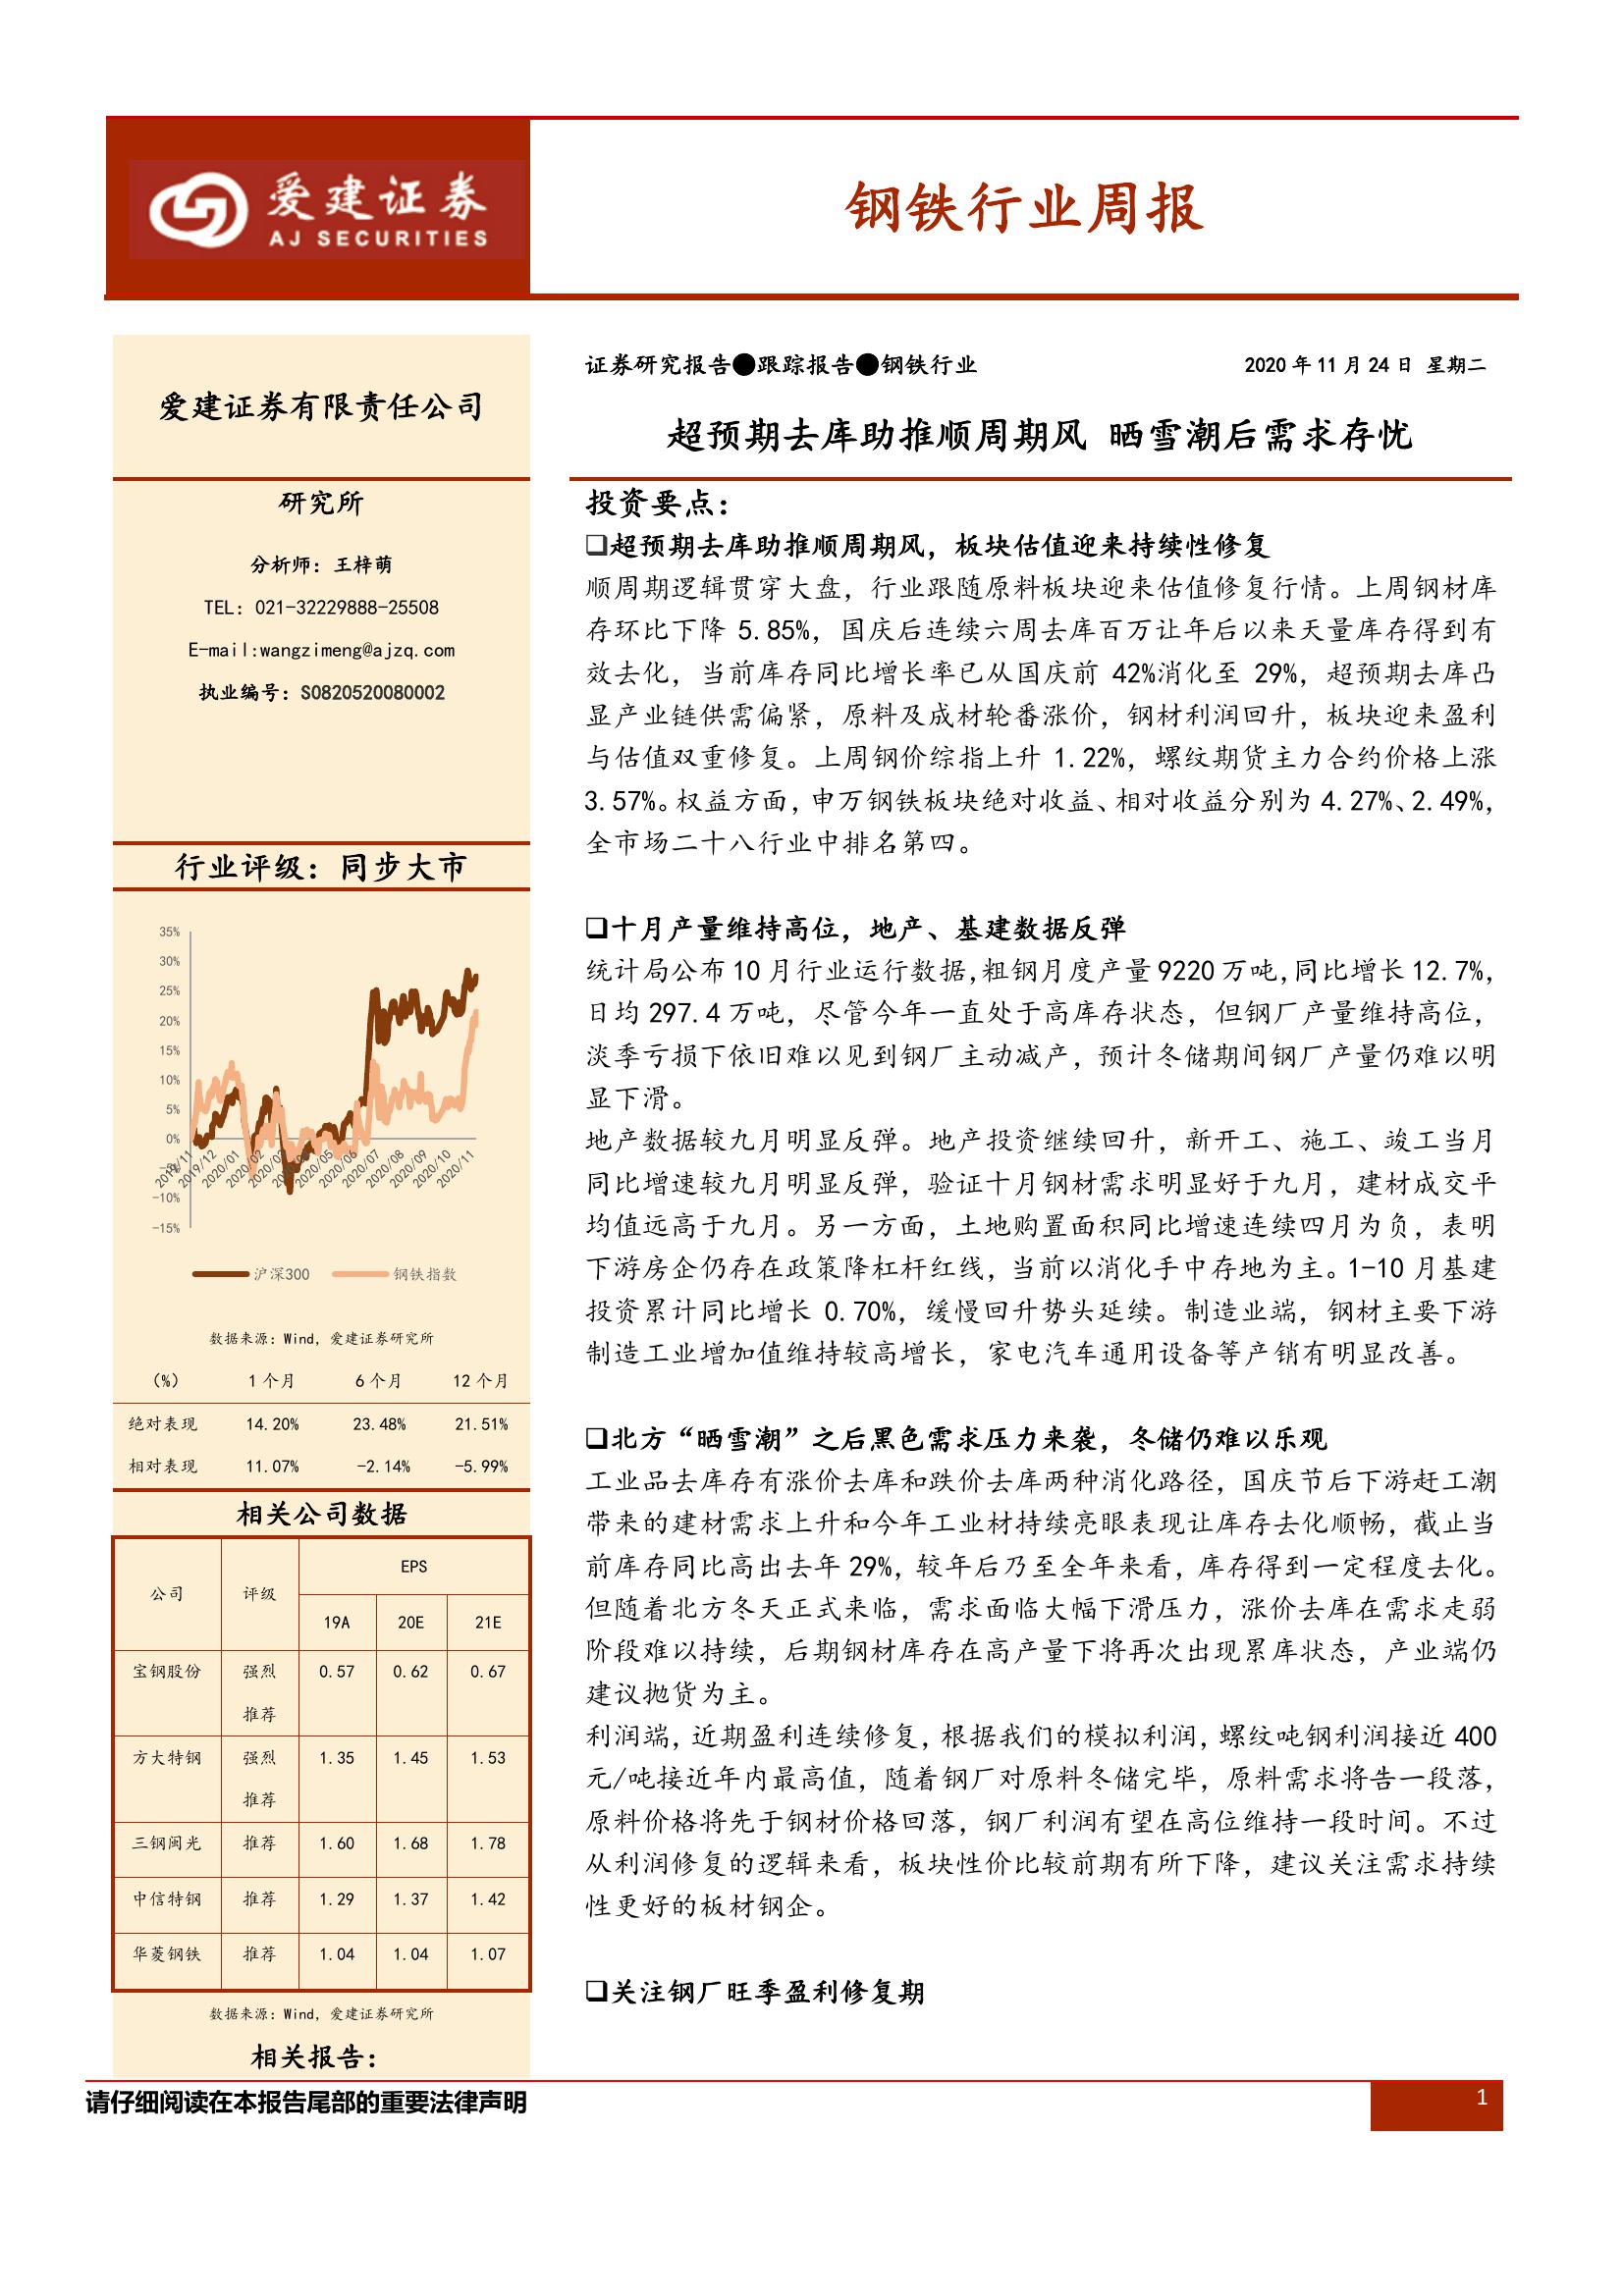 爱建证券
AJ SECURITIES
钢铁行业周报
爱建证券有限责任公司
研究所
分析师：王梓萌
TEL：021-32229888-25508
E-mail:wangzimeng@ajzq.com
执业编号：S0820520080002
行业评级：同步大市
35%
30%
25%
20%
15%
10%
5%
0%
-10%
-15%
2019/11
2019/12
2020/01
2020/02
2020/03
2020/05
2020/06
2020/07
2020/08
2020/09
2020/10
2020/11
沪深300 钢铁指数
数据来源：Wind，爱建证券研究所
（%） 1个月 6个月 12个月
绝对表现 14.20% 23.48% 21.51%
相对表现 11.07% -2.14% -5.99%
相关公司数据
公司 评级 EPS
19A 20E 21E
宝钢股份 强烈 0.57 0.62 0.67
推荐
方大特钢 强烈 1.35 1.45 1.53
推荐
三钢闽光 推荐 1.60 1.68 1.78
中信特钢 推荐 1.29 1.37 1.42
华菱钢铁 推荐 1.04 1.04 1.07
数据来源：Wind，爱建证券研究所
相关报告：
证券研究报告●跟踪报告●钢铁行业 2020年11月24日 星期二
超预期去库助推顺周期风 晒雪潮后需求存忧
投资要点：
❑超预期去库助推顺周期风，板块估值迎来持续性修复
顺周期逻辑贯穿大盘，行业跟随原料板块迎来估值修复行情。上周钢材库
存环比下降 5.85%，国庆后连续六周去库百万让年后以来天量库存得到有
效去化，当前库存同比增长率已从国庆前 42%消化至 29%，超预期去库凸
显产业链供需偏紧，原料及成材轮番涨价，钢材利润回升，板块迎来盈利
与估值双重修复。上周钢价综指上升 1.22%，螺纹期货主力合约价格上涨
3.57%。权益方面，申万钢铁板块绝对收益、相对收益分别为 4.27%、2.49%，
全市场二十八行业中排名第四。
❑十月产量维持高位，地产、基建数据反弹
统计局公布 10 月行业运行数据，粗钢月度产量 9220 万吨，同比增长 12.7%，
日均 297.4 万吨，尽管今年一直处于高库存状态，但钢厂产量维持高位，
淡季亏损下依旧难以见到钢厂主动减产，预计冬储期间钢厂产量仍难以明
显下滑。
地产数据较九月明显反弹。地产投资继续回升，新开工、施工、竣工当月
同比增速较九月明显反弹，验证十月钢材需求明显好于九月，建材成交平
均值远高于九月。另一方面，土地购置面积同比增速连续四月为负，表明
下游房企仍存在政策降杠杆红线，当前以消化手中存地为主。1-10 月基建
投资累计同比增长 0.70%，缓慢回升势头延续。制造业端，钢材主要下游
制造工业增加值维持较高增长，家电汽车通用设备等产销有明显改善。
❑北方“晒雪潮”之后黑色需求压力来袭，冬储仍难以乐观
工业品去库存有涨价去库和跌价去库两种消化路径，国庆节后下游赶工潮
带来的建材需求上升和今年工业材持续亮眼表现让库存去化顺畅，截止当
前库存同比高出去年 29%，较年后乃至全年来看，库存得到一定程度去化。
但随着北方冬天正式来临，需求面临大幅下滑压力，涨价去库在需求走弱
阶段难以持续，后期钢材库存在高产量下将再次出现累库状态，产业端仍
建议抛货为主。
利润端，近期盈利连续修复，根据我们的模拟利润，螺纹吨钢利润接近 400
元/吨接近年内最高值，随着钢厂对原料冬储完毕，原料需求将告一段落，
原料价格将先于钢材价格回落，钢厂利润有望在高位维持一段时间。不过
从利润修复的逻辑来看，板块性价比较前期有所下降，建议关注需求持续
性更好的板材钢企。
❑关注钢厂旺季盈利修复期
请仔细阅读在本报告尾部的重要法律声明 1